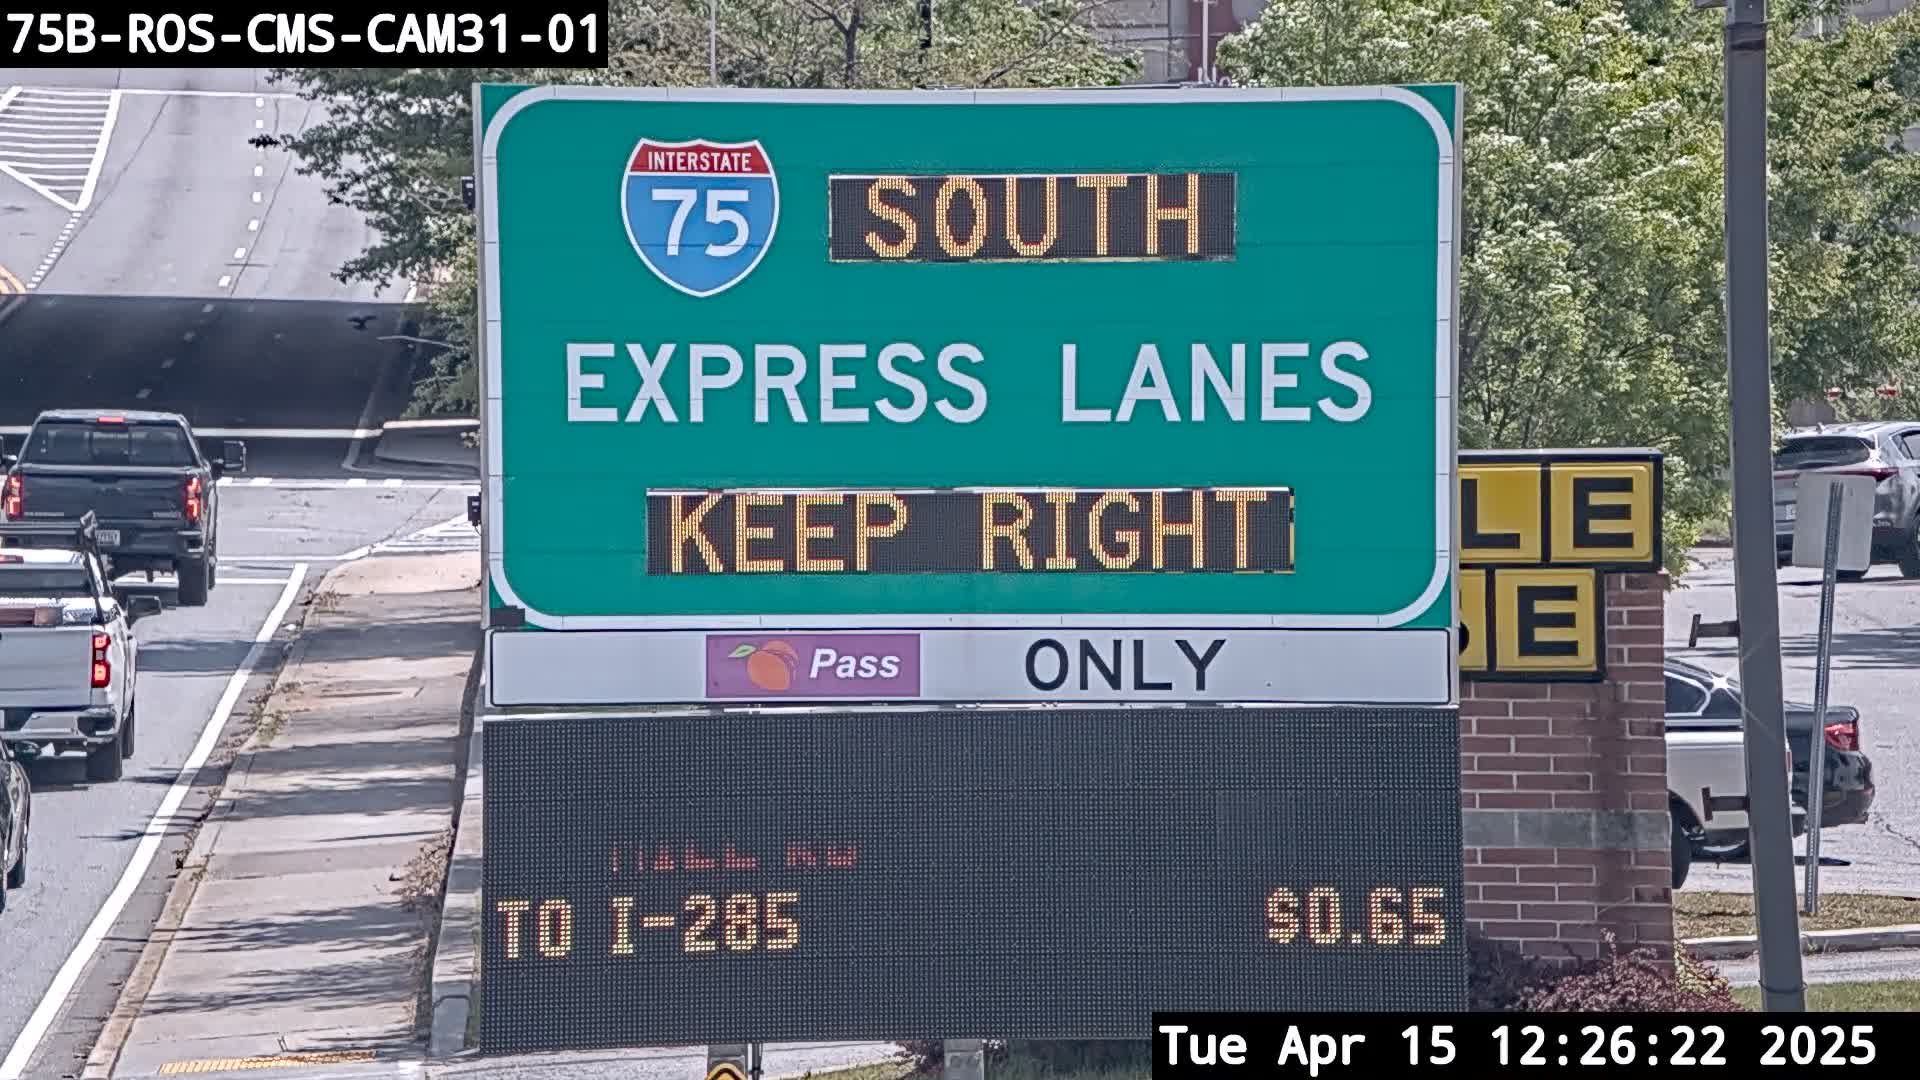 75B-ROS-CMS-CAM31-01
INTERSTATE
75
SOUTH
EXPRESS LANES
KEEP RIGHT
Pass
ONLY
LE
E
TO I-285 $0.65
Tue Apr 15 12:26:22 2025